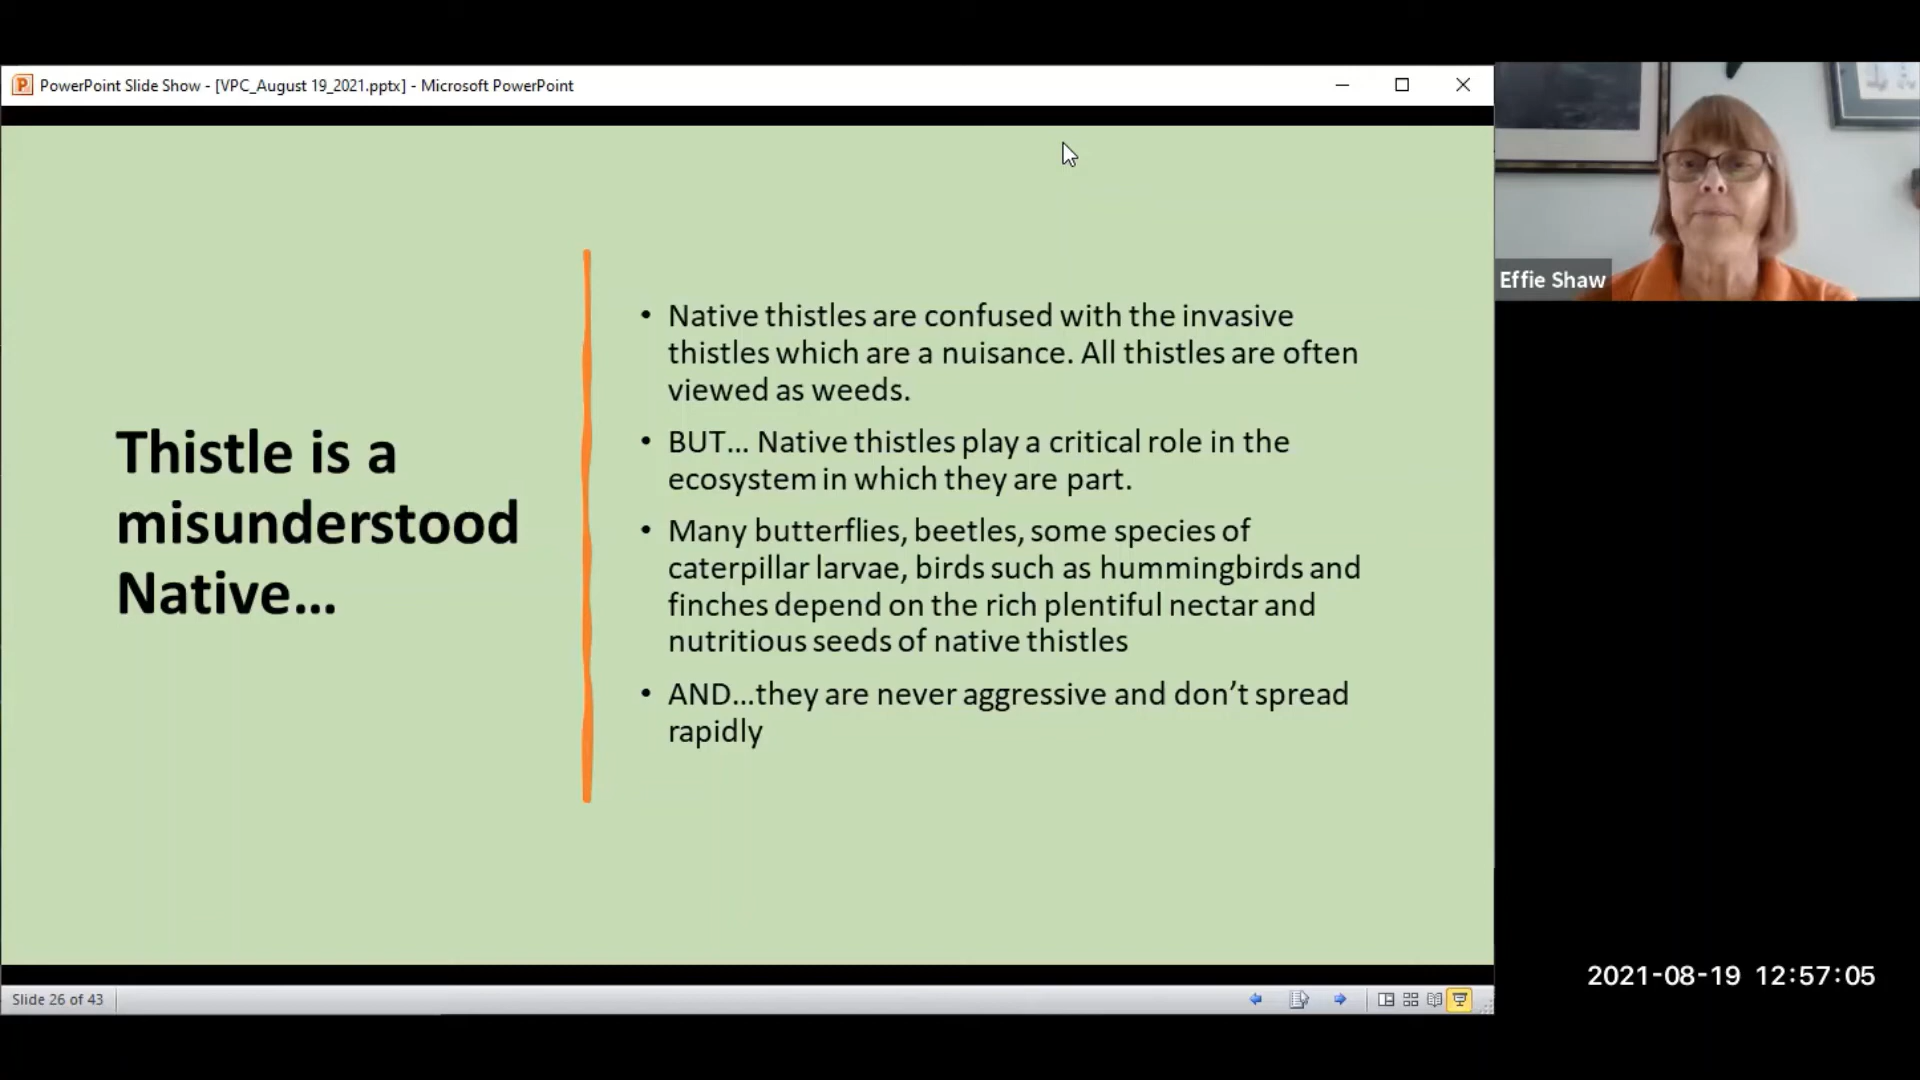 PowerPoint Slide Show - [VPC_August 19_2021.pptx] - Microsoft PowerPoint
Thistle is a
misunderstood
Native...
• Native thistles are confused with the invasive
thistles which are a nuisance. All thistles are often
viewed as weeds.
• BUT... Native thistles play a critical role in the
ecosystem in which they are part.
• Many butterflies, beetles, some species of
caterpillar larvae, birds such as hummingbirds and
finches depend on the rich plentiful nectar and
nutritious seeds of native thistles
• AND...they are never aggressive and don’t spread
rapidly
Effie Shaw
Slide 26 of 43
2021-08-19 12:57:05